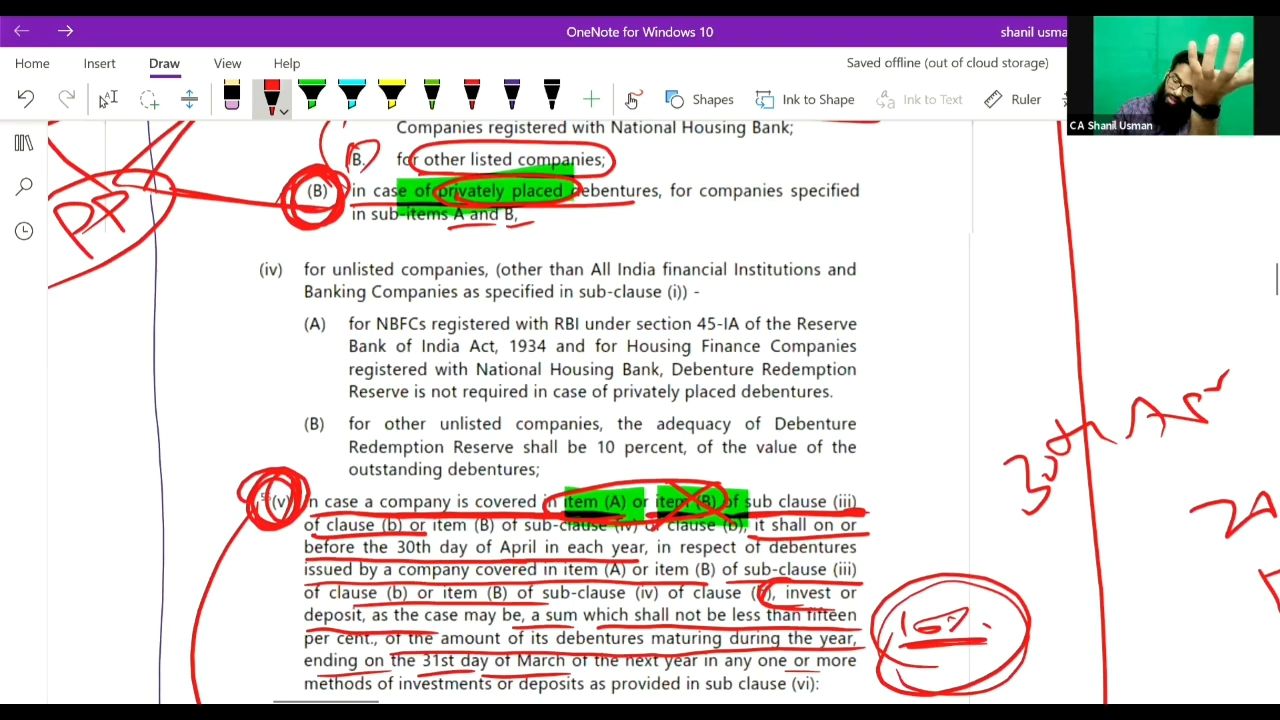 OneNote for Windows 10
shanil usma
Home Insert Draw View Help
Saved offline (out of cloud storage)
Shapes Ink to Shape Ink to Text Ruler
CA Shanil Usman
Companies registered with National Housing Bank;
B. for other listed companies;
(B) in case of privately placed debentures, for companies specified
in sub-items A and B,
PP
(iv) for unlisted companies, (other than All India financial Institutions and
Banking Companies as specified in sub-clause (i)) -
(A) for NBFCs registered with RBI under section 45-IA of the Reserve
Bank of India Act, 1934 and for Housing Finance Companies
registered with National Housing Bank, Debenture Redemption
Reserve is not required in case of privately placed debentures.
(B) for other unlisted companies, the adequacy of Debenture
Redemption Reserve shall be 10 percent, of the value of the
outstanding debentures;
30th Apr
5(v) In case a company is covered in item (A) or item (B) of sub clause (iii)
of clause (b) or item (B) of sub-clause (iv) of clause (b), it shall on or
before the 30th day of April in each year, in respect of debentures
issued by a company covered in item (A) or item (B) of sub-clause (iii)
of clause (b) or item (B) of sub-clause (iv) of clause (b), invest or
deposit, as the case may be, a sum which shall not be less than fifteen
per cent., of the amount of its debentures maturing during the year,
ending on the 31st day of March of the next year in any one or more
methods of investments or deposits as provided in sub clause (vi):